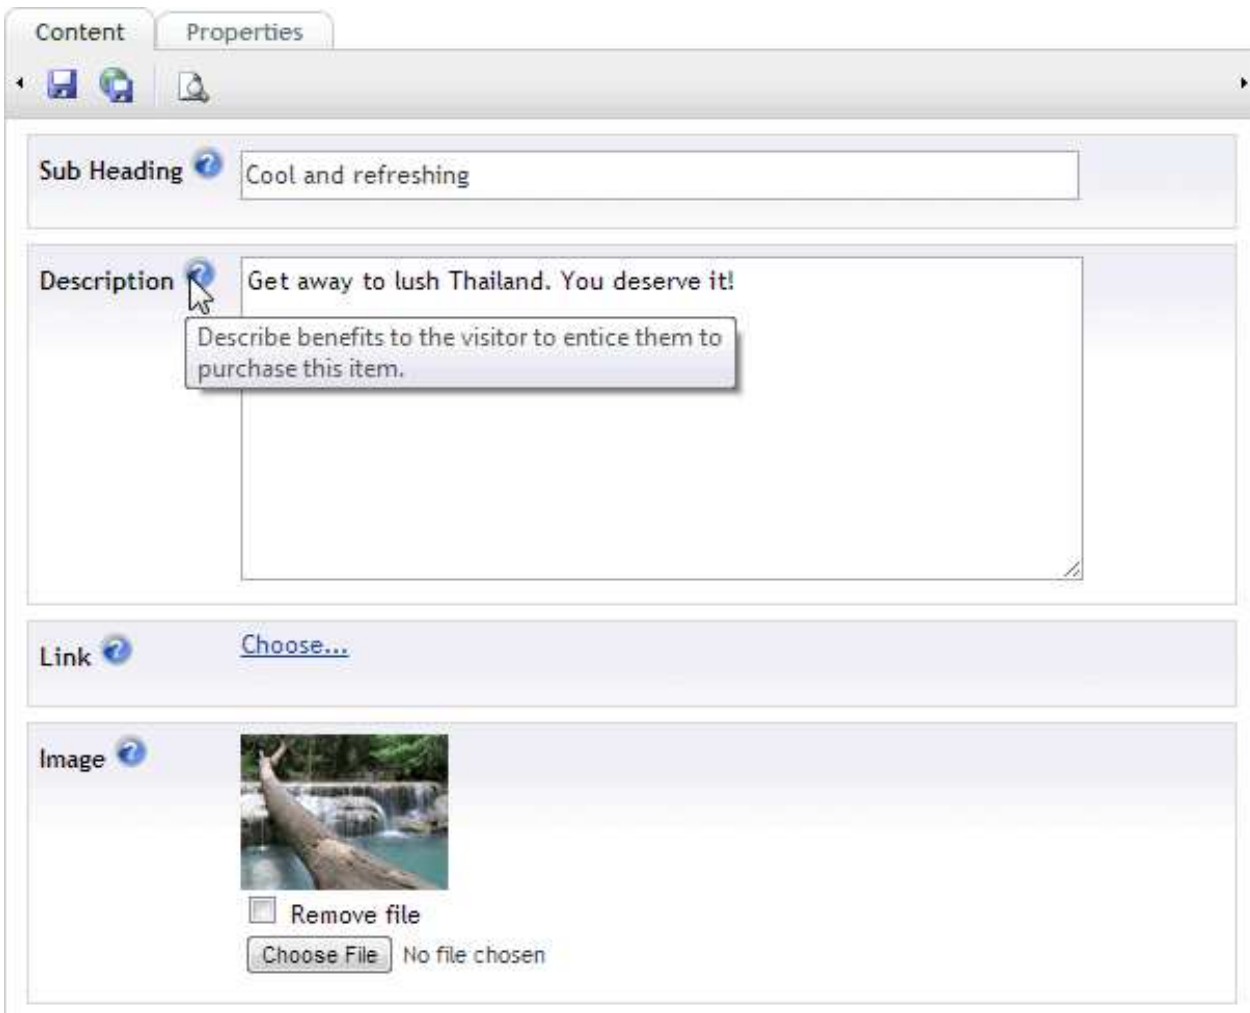 Content Properties
Sub Heading Cool and refreshing
Description Get away to lush Thailand. You deserve it!
Describe benefits to the visitor to entice them to
purchase this item.
Link Choose...
Image
Remove file
Choose File No file chosen